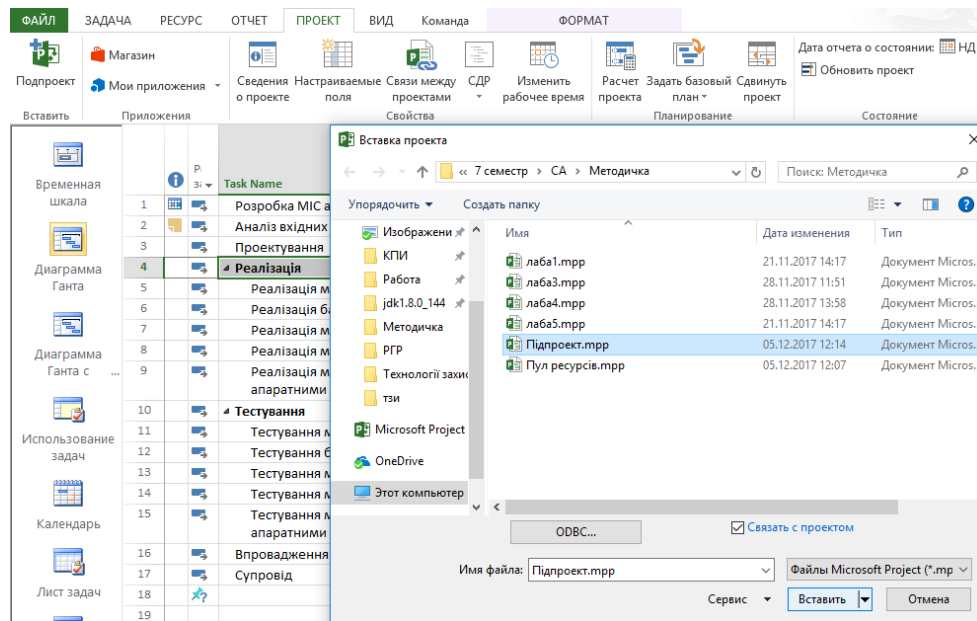 ФАЙЛ ЗАДАЧА РЕСУРС ОТЧЕТ ПРОЕКТ ВИД Команда ФОРМАТ
Подпроект
Магазин
Мои приложения
Сведения о проекте
Настраиваемые поля
Связи между проектами
СДР
Изменить рабочее время
Расчет проекта
Задать базовый план
Сдвинуть проект
Дата отчета о состоянии: НД
Обновить проект
Вставить Приложения Свойства Планирование Состояние
Временная шкала
Диаграмма Ганта
Диаграмма Ганта с ...
Использование задач
Календарь
Лист задач
Task Name
1 Розробка МІС а
2 Аналіз вхідних
3 Проектування
4 Реалізація
5 Реалізація м
6 Реалізація ба
7 Реалізація м
8 Реалізація м
9 Реалізація м
апаратними
10 Тестування
11 Тестування м
12 Тестування б
13 Тестування м
14 Тестування м
15 Тестування м
апаратними
16 Впровадження
17 Супровід
18
19
Вставка проекта
« 7 семестр › СА › Методичка
Поиск: Методичка
Упорядочить Создать папку
Изображени
КПИ
Работа
jdk1.8.0_144
Методичка
РГР
Технології захис
тзи
Microsoft Project
OneDrive
Этот компьютер
Имя Дата изменения Тип
лаба1.mpp 21.11.2017 14:17 Документ Micros.
лаба3.mpp 28.11.2017 11:51 Документ Micros.
лаба4.mpp 28.11.2017 13:58 Документ Micros.
лаба5.mpp 21.11.2017 14:17 Документ Micros.
Підпроект.mpp 05.12.2017 12:14 Документ Micros.
Пул ресурсів.mpp 05.12.2017 12:07 Документ Micros.
ODBC... Связать с проектом
Имя файла: Підпроект.mpp Файлы Microsoft Project (*.mp
Сервис Вставить Отмена